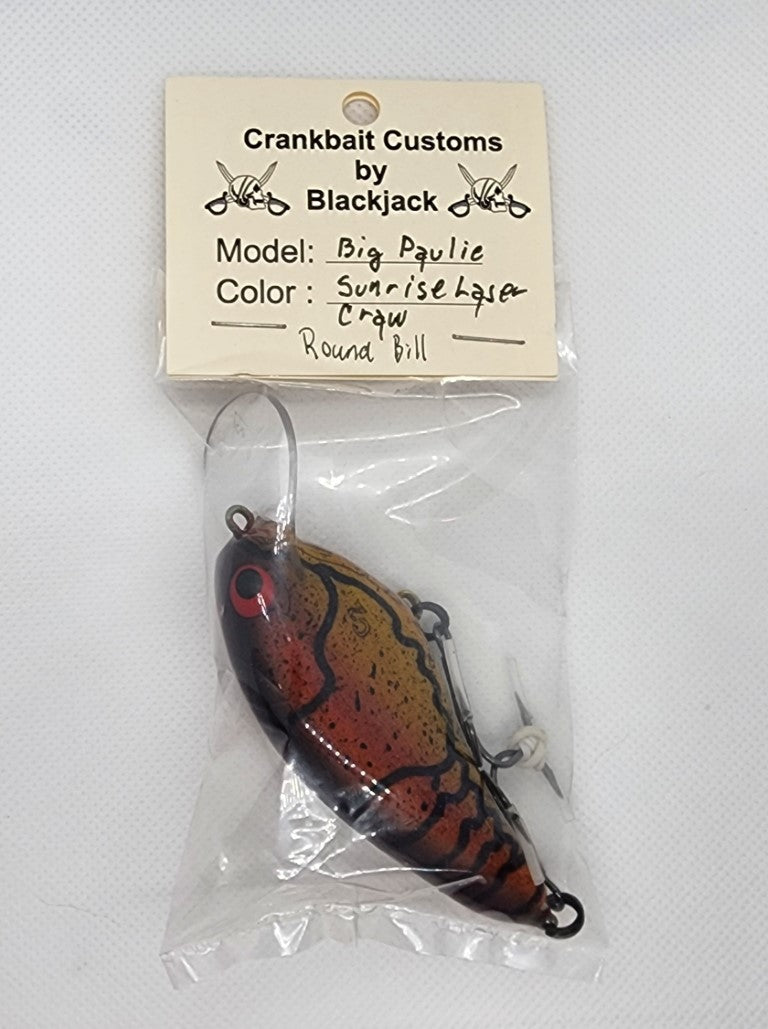 Crankbait Customs
by
Blackjack
Model: Big Paulie
Color : Sunrise Laser
Craw
Round Bill